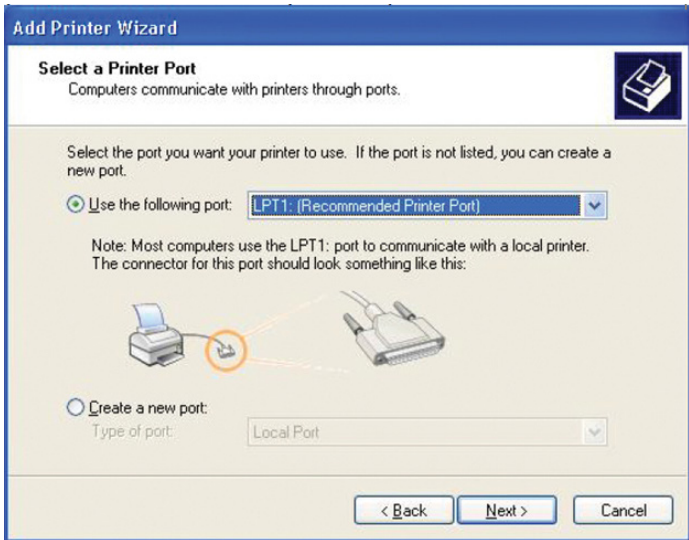 Add Printer Wizard
Select a Printer Port
Computers communicate with printers through ports.
Select the port you want your printer to use. If the port is not listed, you can create a
new port.
Use the following port: LPT1: (Recommended Printer Port)
Note: Most computers use the LPT1: port to communicate with a local printer.
The connector for this port should look something like this:
Create a new port:
Type of port: Local Port
< Back Next > Cancel